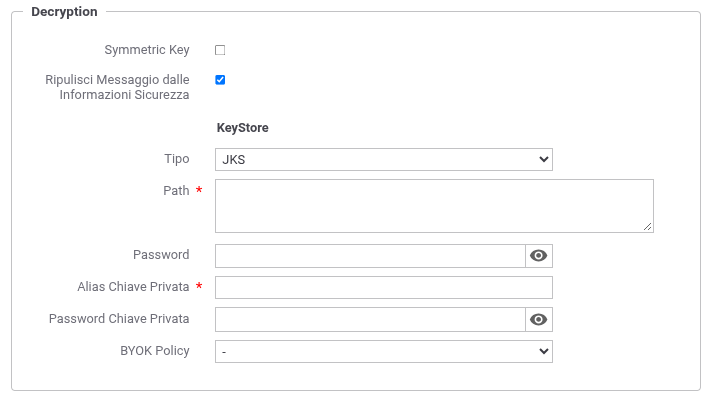 Decryption
Symmetric Key
Ripulisci Messaggio dalle
Informazioni Sicurezza
KeyStore
Tipo JKS
Path *
Password
Alias Chiave Privata *
Password Chiave Privata
BYOK Policy -